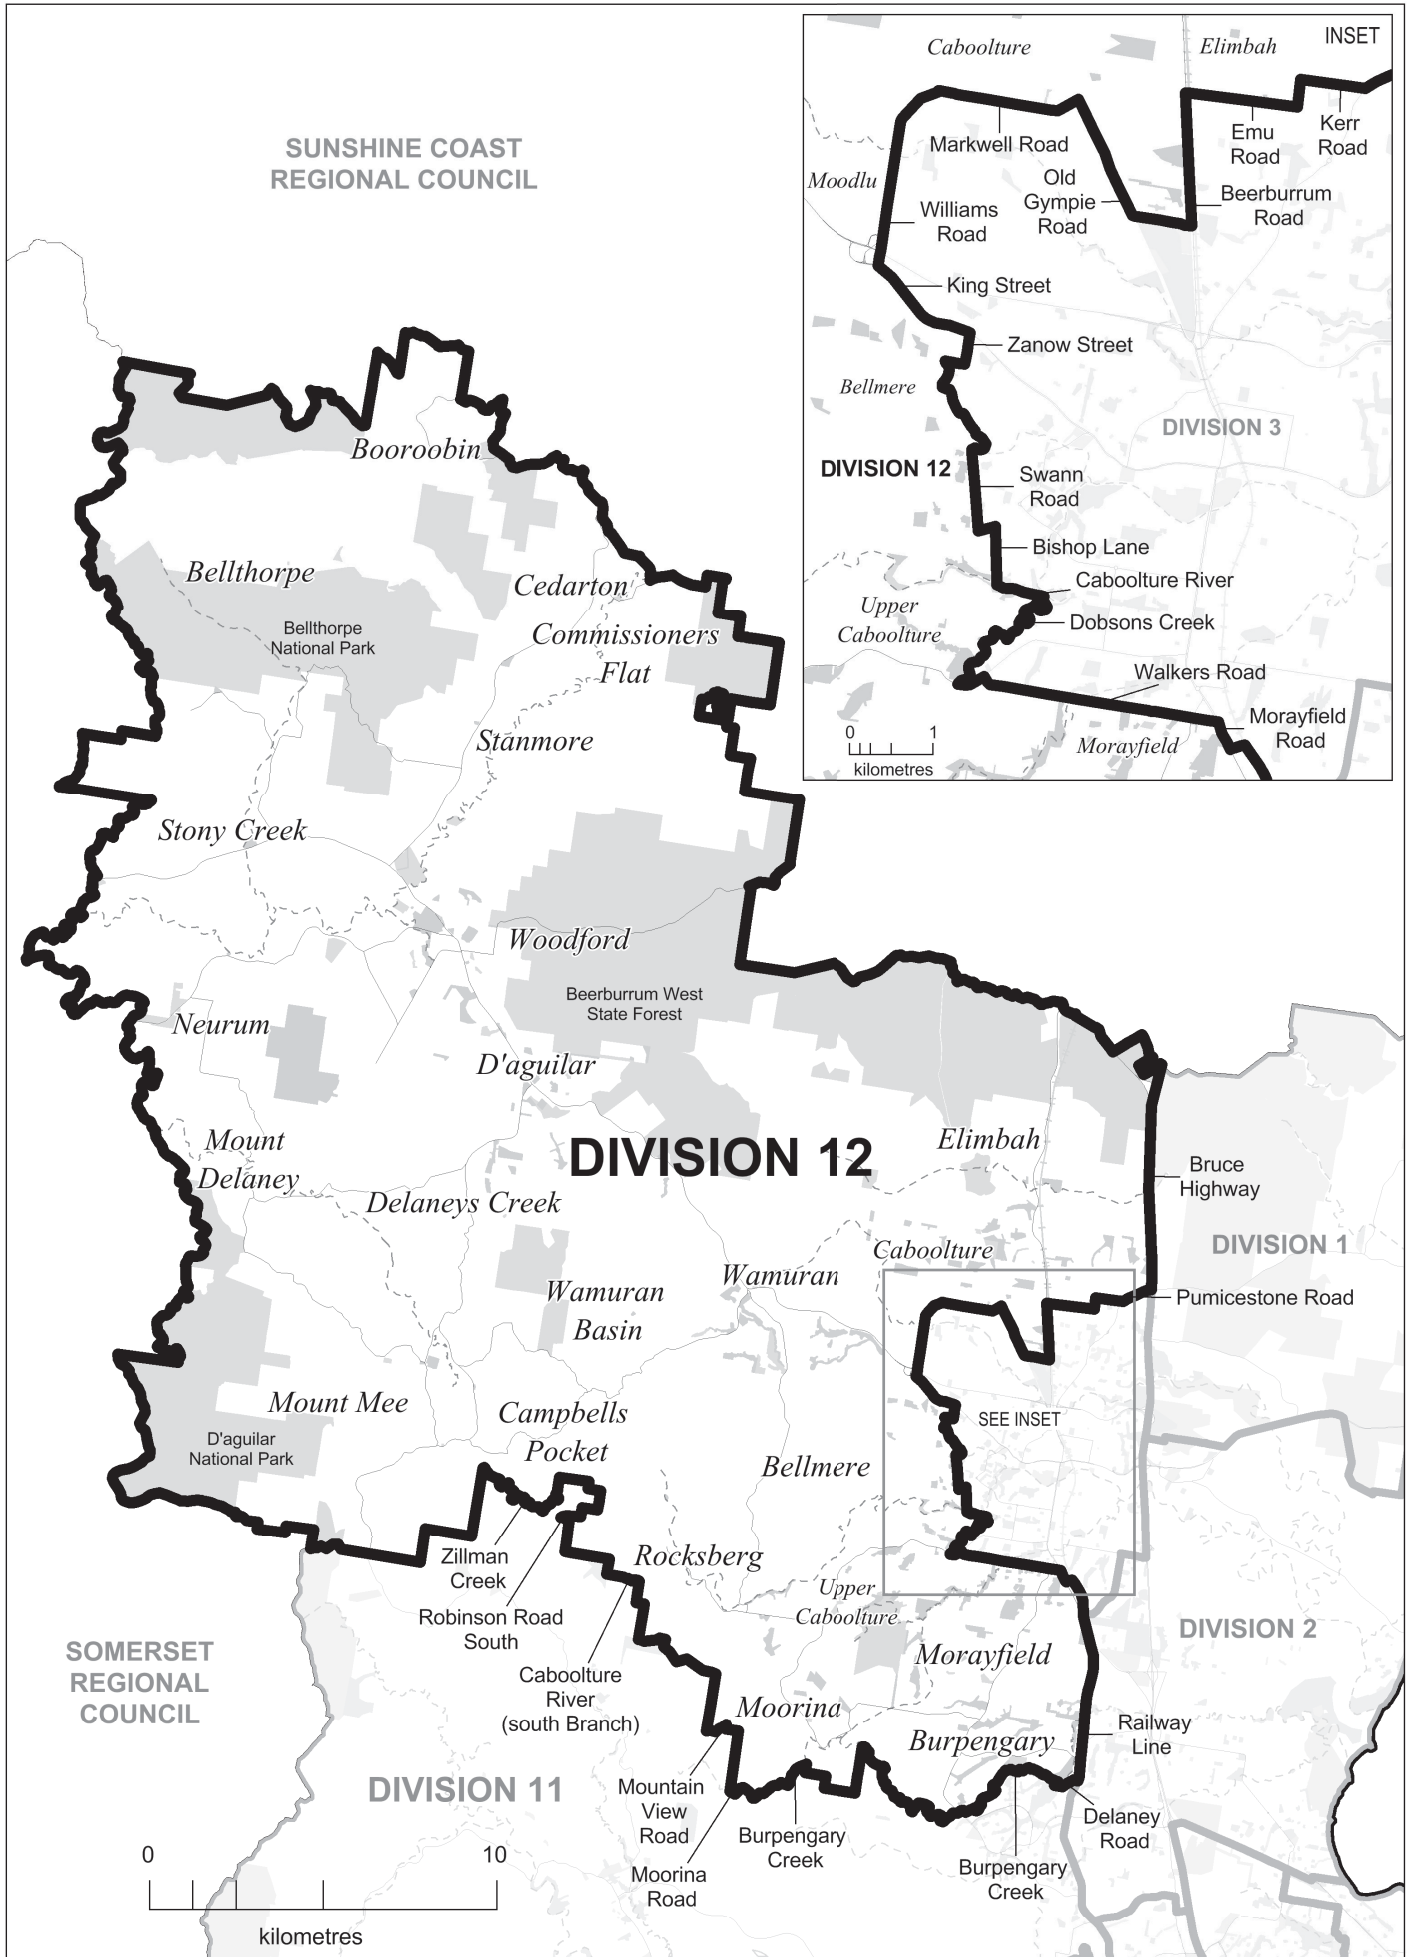 SUNSHINE COAST
REGIONAL COUNCIL
INSET
Caboolture
Elimbah
Markwell Road
Emu
Road
Kerr
Road
Moodlu
Old
Gympie
Road
Williams
Road
Beerburrum
Road
King Street
Zanow Street
Bellmere
DIVISION 3
DIVISION 12
Swann
Road
Bishop Lane
Caboolture River
Upper
Caboolture
Dobsons Creek
Walkers Road
Morayfield
Road
Morayfield
0 1
kilometres
Booroobin
Bellthorpe
Bellthorpe
National Park
Cedarton
Commissioners
Flat
Stanmore
Stony Creek
Woodford
Beerburrum West
State Forest
Neurum
D'aguilar
DIVISION 12
Elimbah
Mount
Delaney
Delaneys Creek
Bruce
Highway
DIVISION 1
Caboolture
Wamuran
Wamuran
Basin
Pumicestone Road
Mount Mee
D'aguilar
National Park
Campbells
Pocket
SEE INSET
Bellmere
Zillman
Creek
Rocksberg
Upper
Caboolture
Robinson Road
South
Caboolture
River
(south Branch)
SOMERSET
REGIONAL
COUNCIL
DIVISION 2
Morayfield
Moorina
Burpengary
Railway
Line
DIVISION 11
Mountain
View
Road
Moorina
Road
Burpengary
Creek
Burpengary
Creek
Delaney
Road
0 10
kilometres